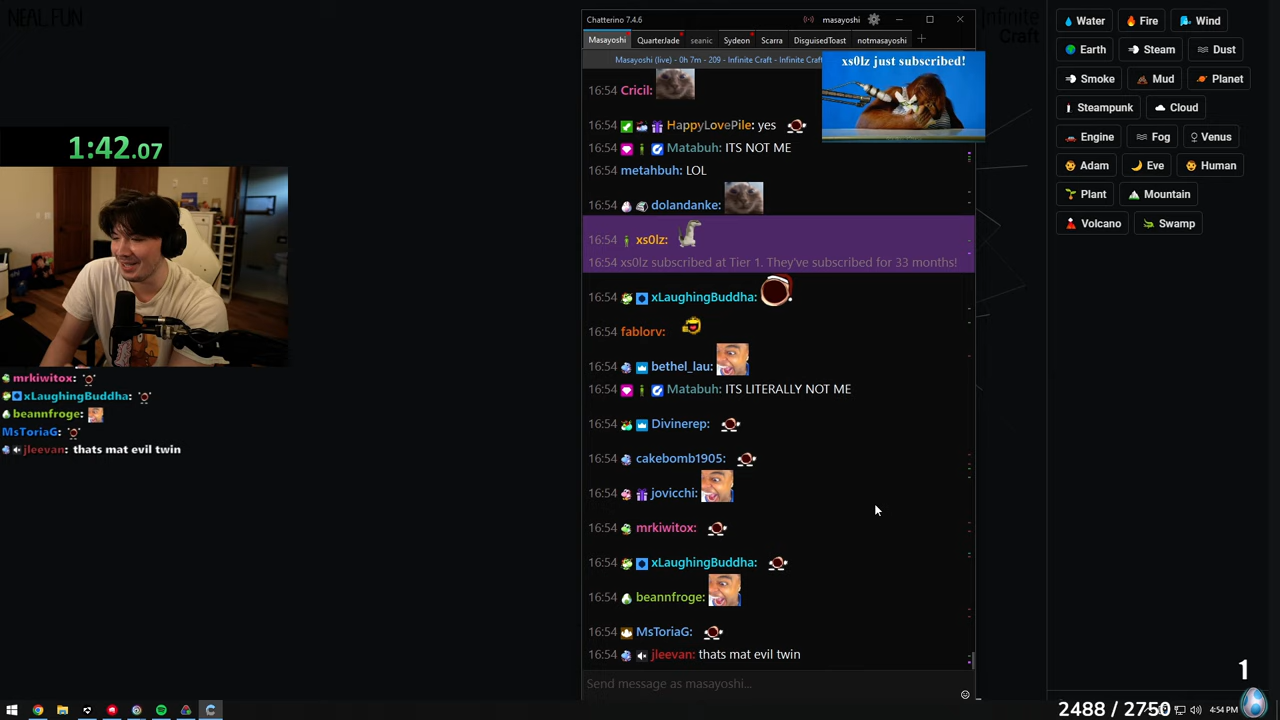 NEAL.FUN
1:42.07
mrkiwitox:
xLaughingBuddha:
beannfroge:
MsToriaG:
jleevan: thats mat evil twin
Chatterino 7.4.6
masayoshi
Masayoshi
QuarterJade
seanic
Sydeon
Scarra
DisguisedToast
notmasayoshi
Masayoshi (live) - 0h 7m - 209 - Infinite Craft - Infinite Craf
xs0lz just subscribed!
16:54 Cricil:
16:54 HappyLovePile: yes
16:54 Matabuh: ITS NOT ME
16:54 metahbuh: LOL
16:54 dolandanke:
16:54 xs0lz:
16:54 xs0lz subscribed at Tier 1. They've subscribed for 33 months!
16:54 xLaughingBuddha:
16:54 fablorv:
16:54 bethel_lau:
16:54 Matabuh: ITS LITERALLY NOT ME
16:54 Divinerep:
16:54 cakebomb1905:
16:54 jovicchi:
16:54 mrkiwitox:
16:54 xLaughingBuddha:
16:54 beannfroge:
16:54 MsToriaG:
16:54 jleevan: thats mat evil twin
Send message as masayoshi...
Infinite
Craft
Water
Fire
Wind
Earth
Steam
Dust
Smoke
Mud
Planet
Steampunk
Cloud
Engine
Fog
Venus
Adam
Eve
Human
Plant
Mountain
Volcano
Swamp
1
2488 / 2750
4:54 PM